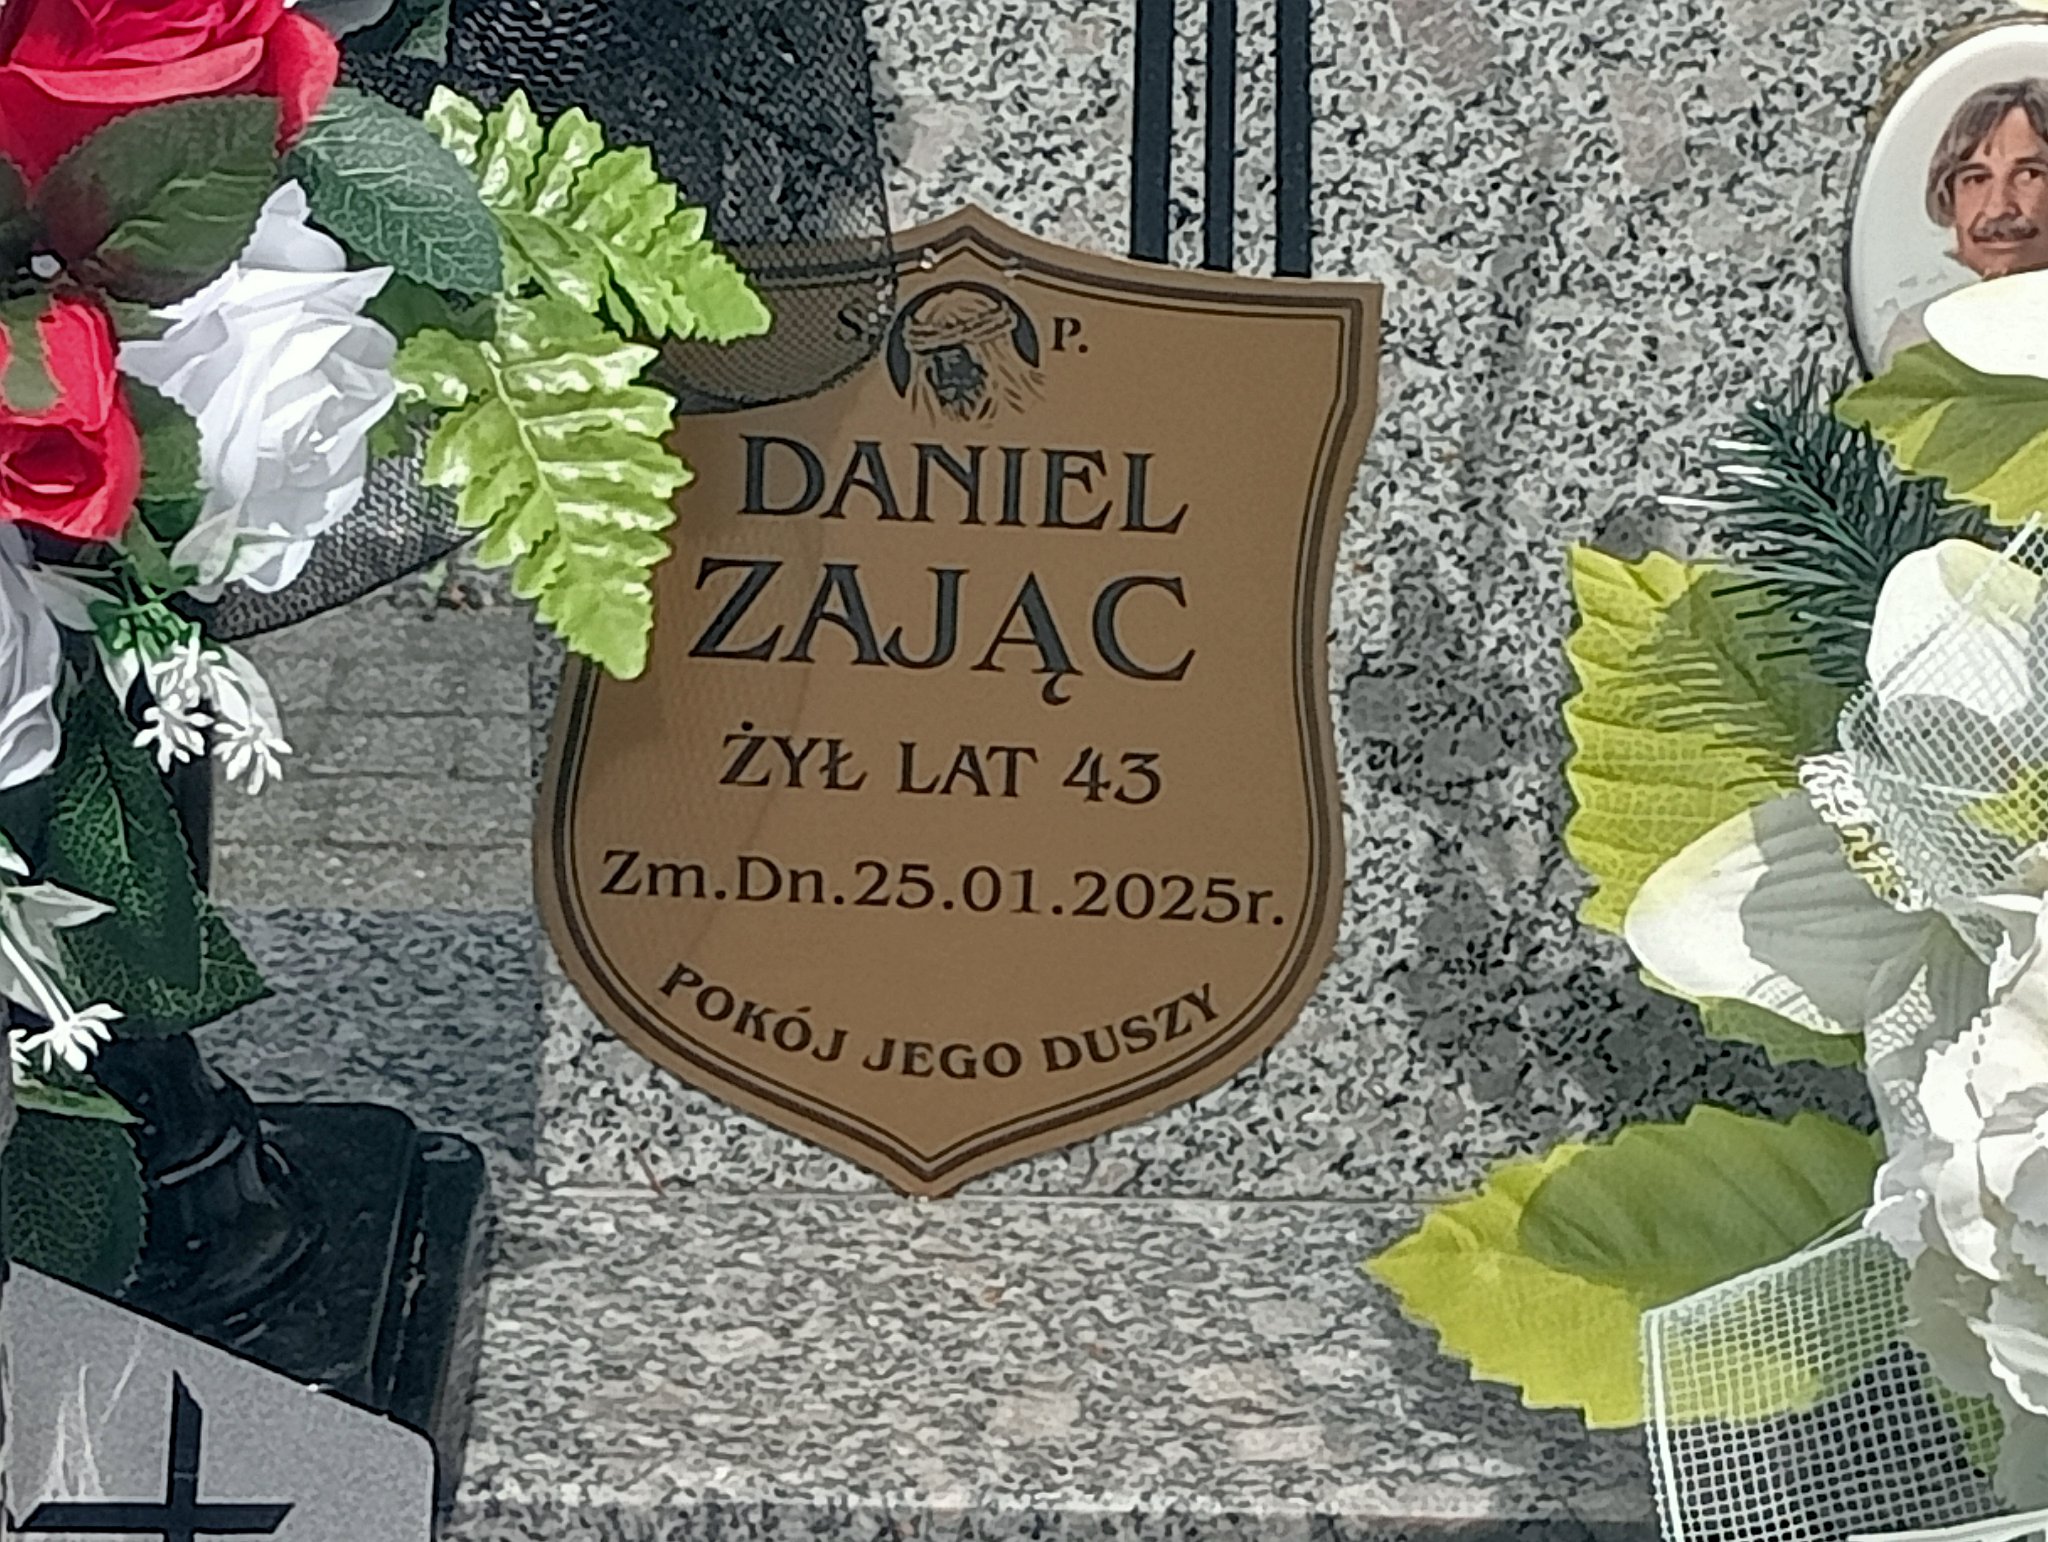 Ś. P.
DANIEL
ZAJĄC
ŻYŁ LAT 43
Zm.Dn.25.01.2025r.
POKÓJ JEGO DUSZY